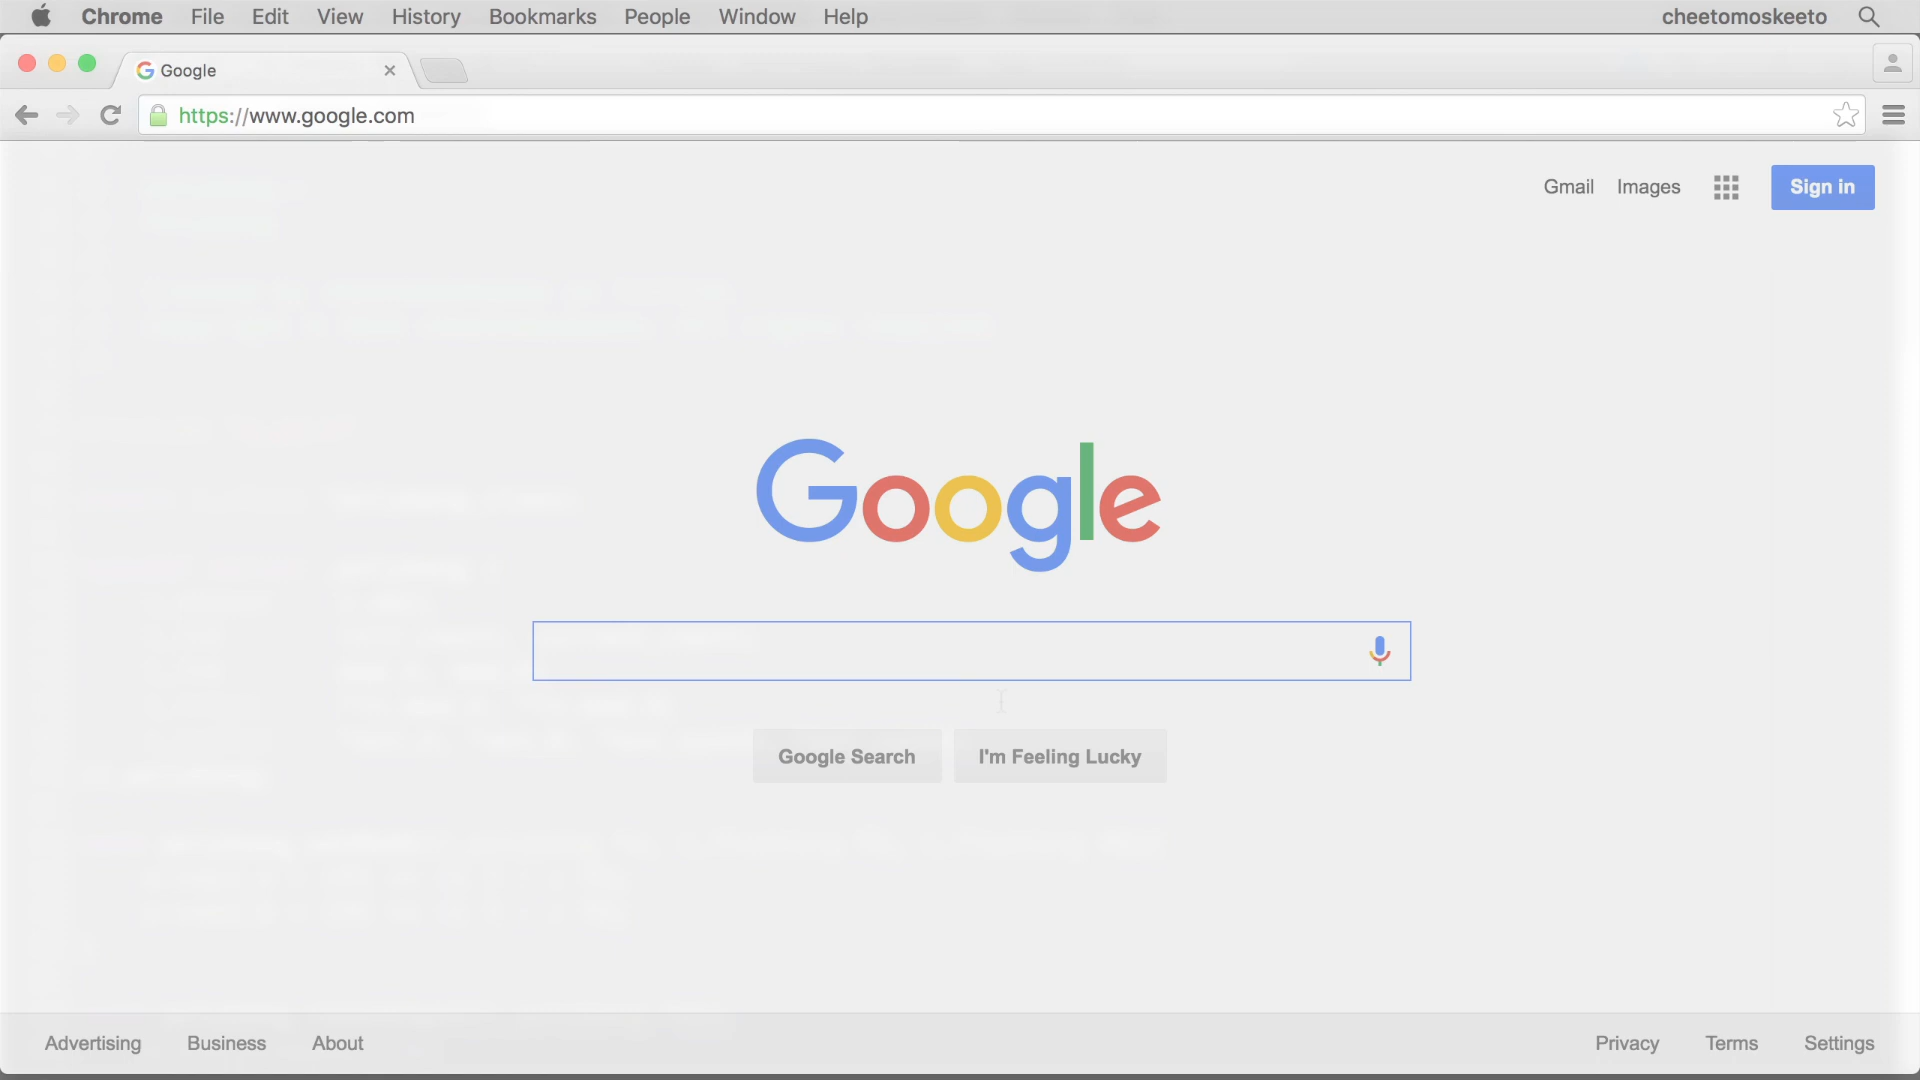 Chrome File Edit View History Bookmarks People Window Help cheetomoskeeto
Google
https://www.google.com
Gmail Images Sign in
Google
Google Search I'm Feeling Lucky
Advertising Business About Privacy Terms Settings